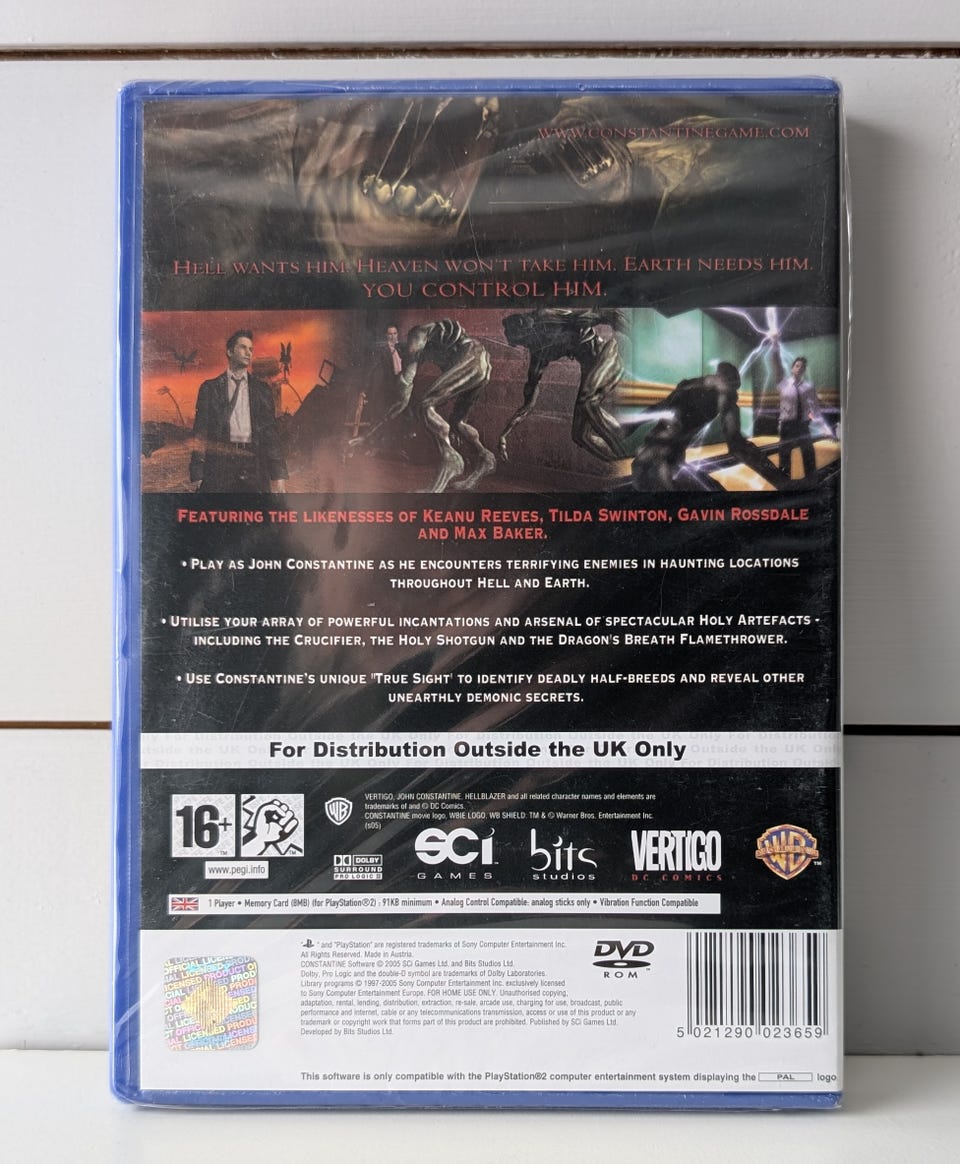 WWW.CONSTANTINEGAME.COM
HELL WANTS HIM. HEAVEN WON'T TAKE HIM. EARTH NEEDS HIM.
YOU CONTROL HIM.
FEATURING THE LIKENESSES OF KEANU REEVES, TILDA SWINTON, GAVIN ROSSDALE
AND MAX BAKER.
• PLAY AS JOHN CONSTANTINE AS HE ENCOUNTERS TERRIFYING ENEMIES IN HAUNTING LOCATIONS
THROUGHOUT HELL AND EARTH.
• UTILISE YOUR ARRAY OF POWERFUL INCANTATIONS AND ARSENAL OF SPECTACULAR HOLY ARTEFACTS -
INCLUDING THE CRUCIFIER, THE HOLY SHOTGUN AND THE DRAGON'S BREATH FLAMETHROWER.
• USE CONSTANTINE'S UNIQUE 'TRUE SIGHT' TO IDENTIFY DEADLY HALF-BREEDS AND REVEAL OTHER
UNEARTHLY DEMONIC SECRETS.
For Distribution Outside the UK Only
16+
www.pegi.info
WB
VERTIGO, JOHN CONSTANTINE, HELLBLAZER and all related character names and elements are
trademarks of and © DC Comics.
CONSTANTINE movie logo, WBIE LOGO, WB SHIELD: TM & © Warner Bros. Entertainment Inc.
(s05)
DOLBY
SURROUND
PRO LOGIC II
SCi
GAMES
bits
studios
VERTIGO
DC COMICS
WB
1 Player • Memory Card (8MB) (for PlayStation®2) : 91KB minimum • Analog Control Compatible: analog sticks only • Vibration Function Compatible
" and "PlayStation" are registered trademarks of Sony Computer Entertainment Inc.
All Rights Reserved. Made in Austria.
CONSTANTINE Software © 2005 SCi Games Ltd. and Bits Studios Ltd.
Dolby, Pro Logic and the double-D symbol are trademarks of Dolby Laboratories.
Library programs © 1997-2005 Sony Computer Entertainment Inc. exclusively licensed
to Sony Computer Entertainment Europe. FOR HOME USE ONLY. Unauthorised copying,
adaptation, rental, lending, distribution, extraction, re-sale, arcade use, charging for use, broadcast, public
performance and internet, cable or any telecommunications transmission, access or use of this product or any
trademark or copyright work that forms part of this product are prohibited. Published by SCi Games Ltd.
Developed by Bits Studios Ltd.
DVD
ROM
5 021290 023659
This software is only compatible with the PlayStation®2 computer entertainment system displaying the PAL logo